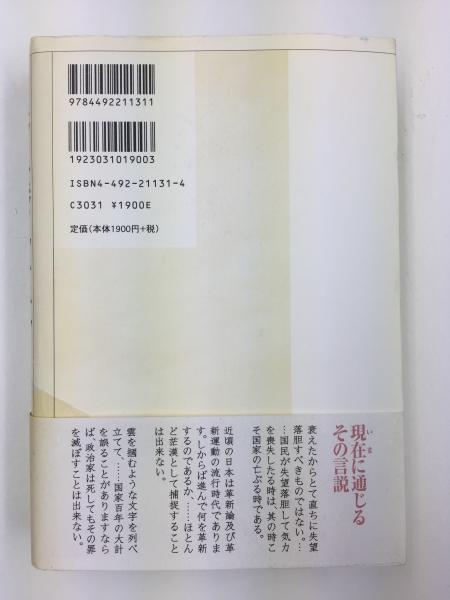 9784492211311
1923031019003
ISBN4-492-21131-4
C3031 ¥1900E
定価(本体1900円+税)
現在に通じる
いま
その言説
衰えたからとて直ちに失望
落胆すべきものではない。…
…国民が失望落胆して気力
を喪失したる時は、其の時こ
そ国家の亡ぶる時である。
近頃の日本は革新論及び革
新運動の流行時代でありま
す。しからば進んで何を革新
するのであるか、……ほとん
ど茫漠として捕捉すること
は出来ない。
雲を摑むような文字を列べ
立てて、……国家百年の大計
を誤ることがありますなら
ば、政治家は死してもその罪
を滅ぼすことは出来ない。